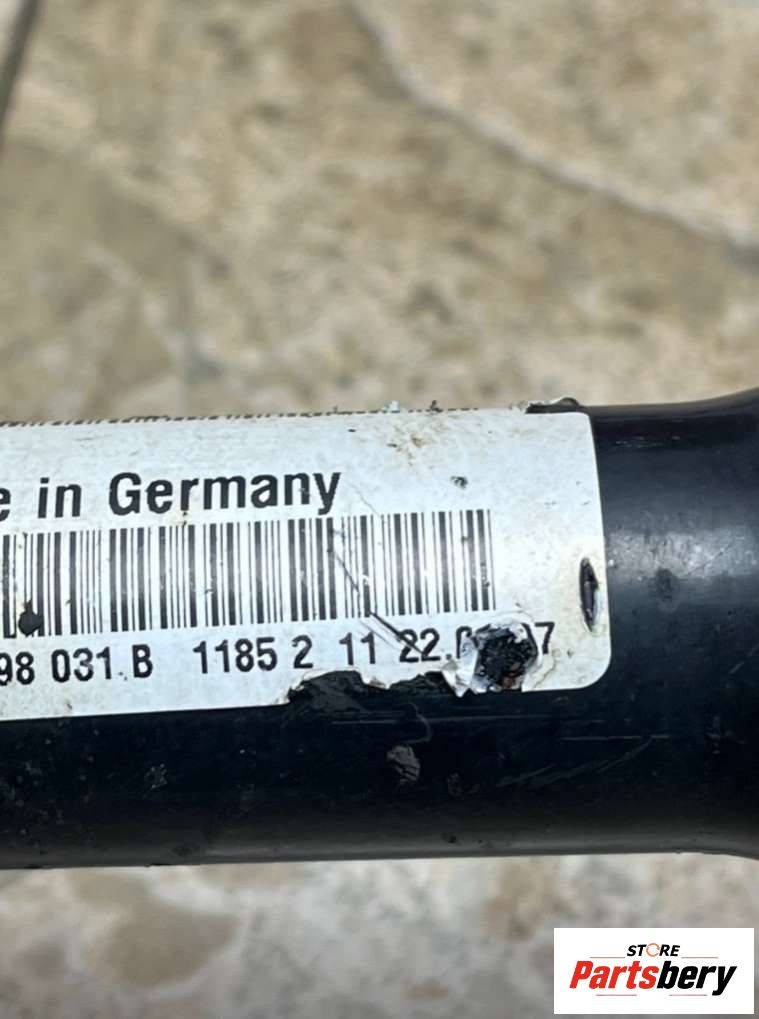 in Germany
98 031.B 1185 2 11 22.
STORE
Partsbery